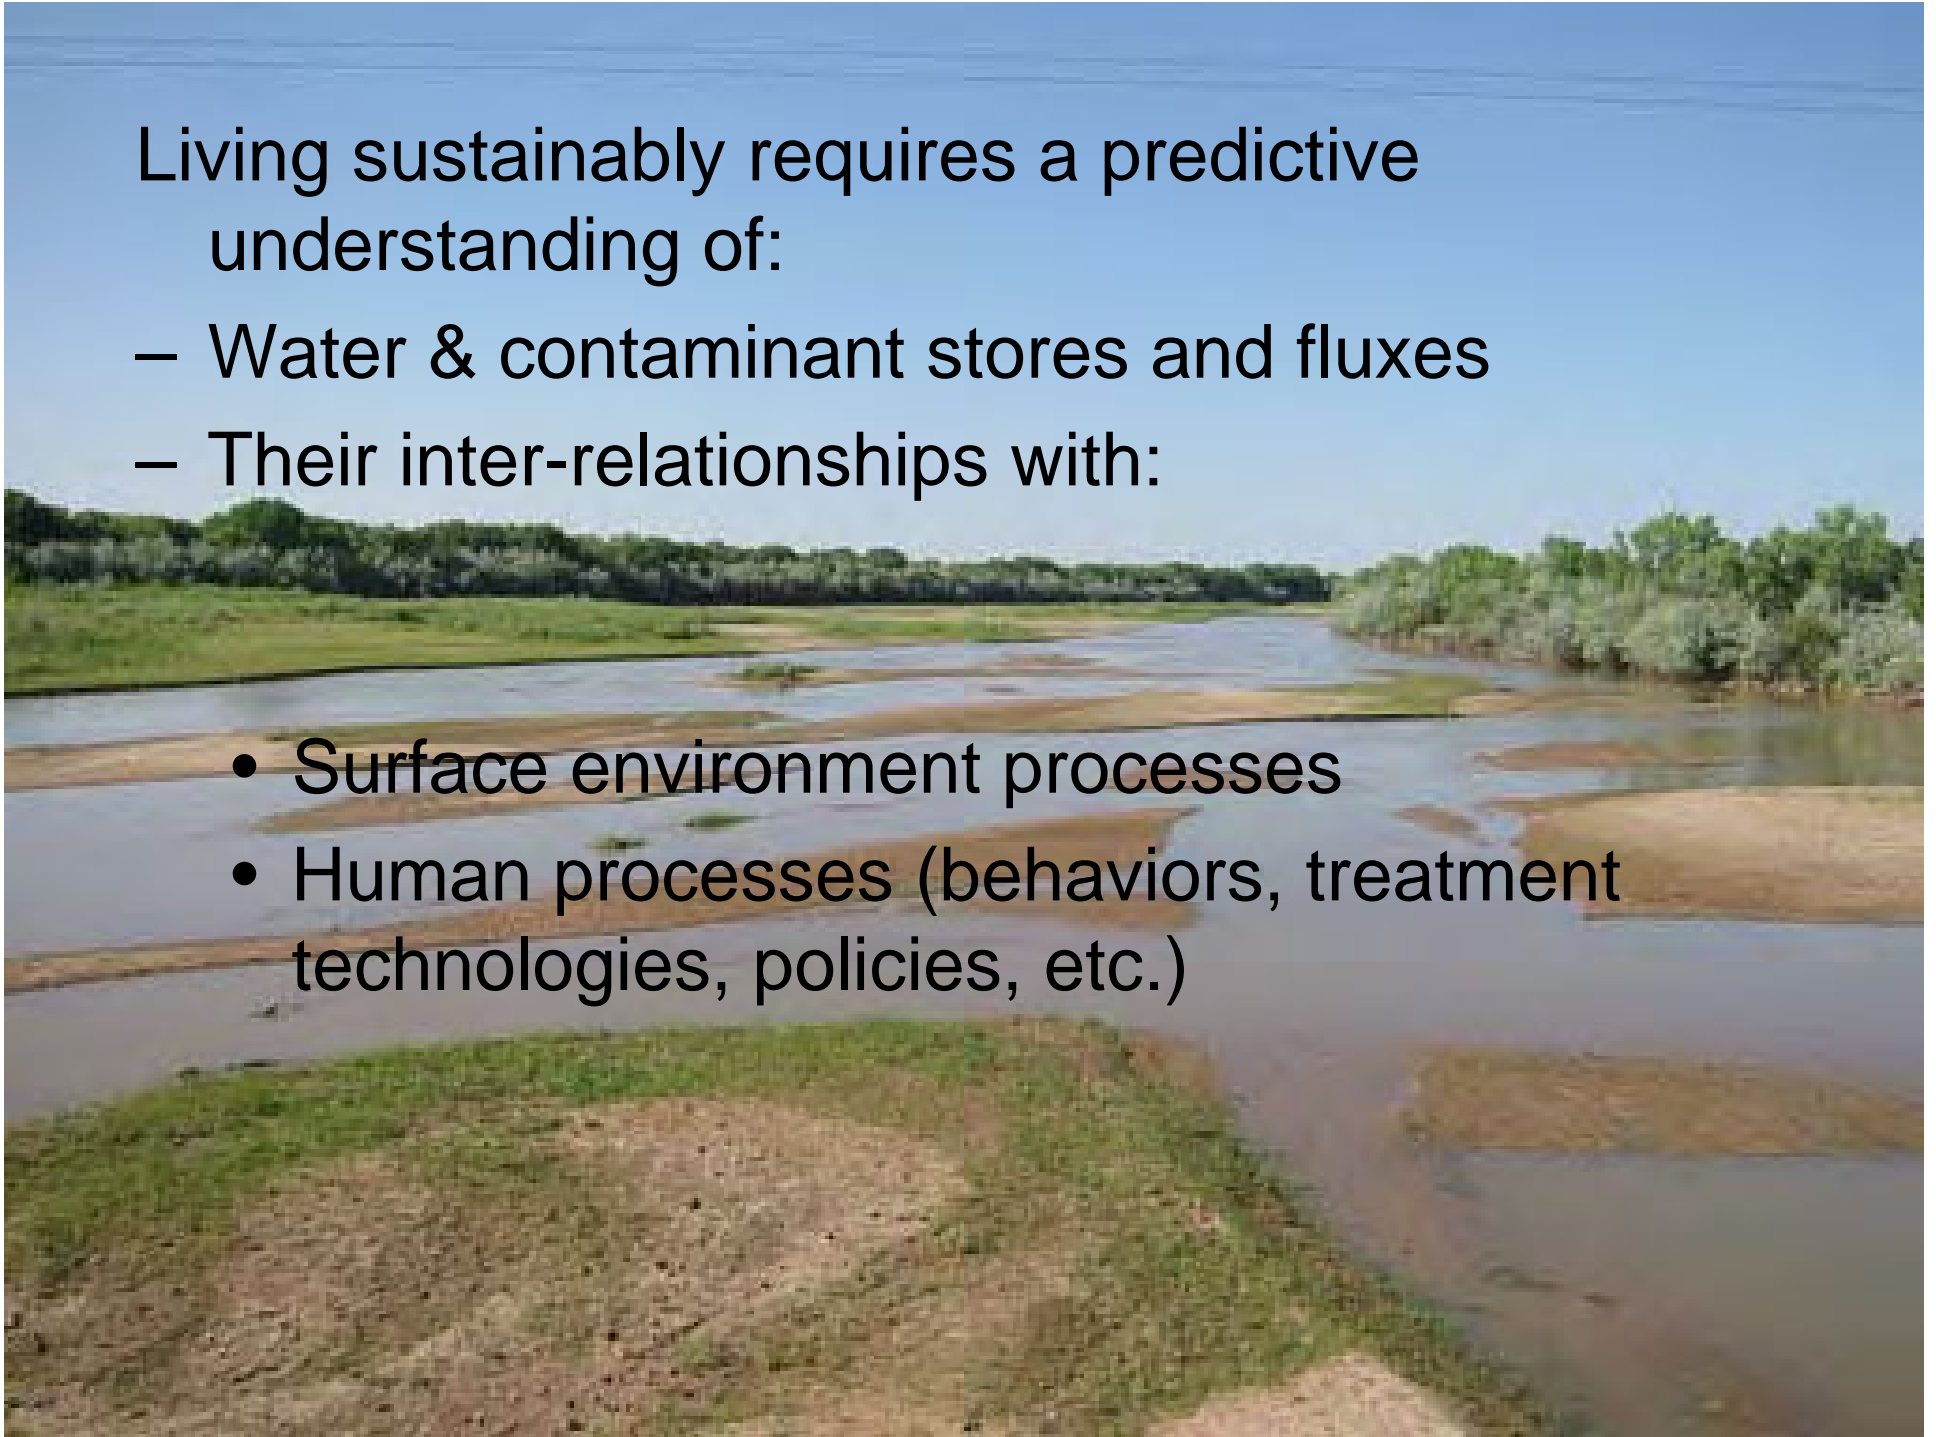 Living sustainably requires a predictive
understanding of:
– Water & contaminant stores and fluxes
– Their inter-relationships with:
• Surface environment processes
• Human processes (behaviors, treatment
technologies, policies, etc.)